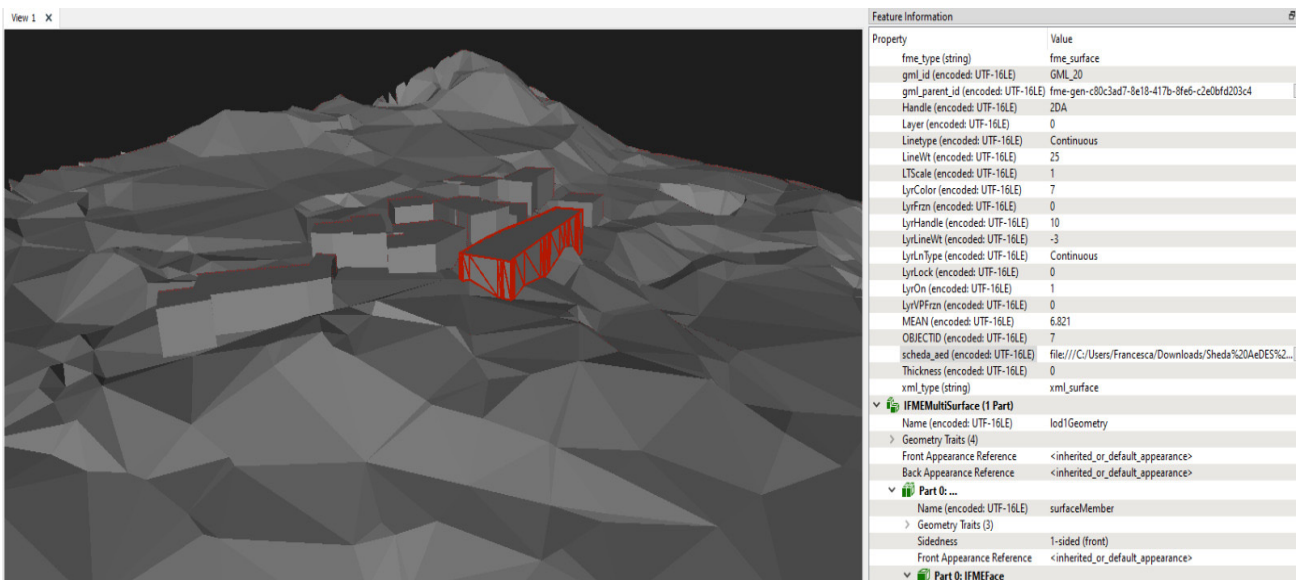 View 1 X
Feature Information
Property Value
fme_type (string) fme_surface
gml_id (encoded: UTF-16LE) GML_20
gml_parent_id (encoded: UTF-16LE) fme-gen-c80c3ad7-8e18-417b-8fe6-c2e0bfd203c4
Handle (encoded: UTF-16LE) 2DA
Layer (encoded: UTF-16LE) 0
Linetype (encoded: UTF-16LE) Continuous
LineWt (encoded: UTF-16LE) 25
LTScale (encoded: UTF-16LE) 1
LyrColor (encoded: UTF-16LE) 7
LyrFrzn (encoded: UTF-16LE) 0
LyrHandle (encoded: UTF-16LE) 10
LyrLineWt (encoded: UTF-16LE) -3
LyrLnType (encoded: UTF-16LE) Continuous
LyrLock (encoded: UTF-16LE) 0
LyrOn (encoded: UTF-16LE) 1
LyrVPFrzn (encoded: UTF-16LE) 0
MEAN (encoded: UTF-16LE) 6.821
OBJECTID (encoded: UTF-16LE) 7
scheda_aed (encoded: UTF-16LE) file:///C:/Users/Francesca/Downloads/Sheda%20AeDES%2...
Thickness (encoded: UTF-16LE) 0
xml_type (string) xml_surface
IFMEMultiSurface (1 Part)
Name (encoded: UTF-16LE) lod1Geometry
Geometry Traits (4)
Front Appearance Reference <inherited_or_default_appearance>
Back Appearance Reference <inherited_or_default_appearance>
Part 0: ...
Name (encoded: UTF-16LE) surfaceMember
Geometry Traits (3)
Sidedness 1-sided (front)
Front Appearance Reference <inherited_or_default_appearance>
Part 0: IFMEFace